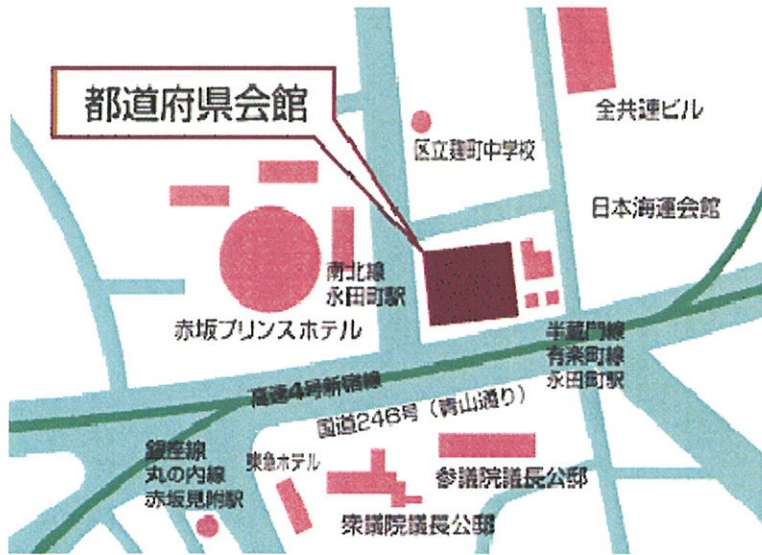 都道府県会館
全共連ビル
区立麹町中学校
日本海運会館
南北線
永田町駅
赤坂プリンスホテル
半蔵門線
有楽町線
永田町駅
高速4号新宿線
国道246号（青山通り）
銀座線
丸の内線
赤坂見附駅
東急ホテル
参議院議長公邸
衆議院議長公邸